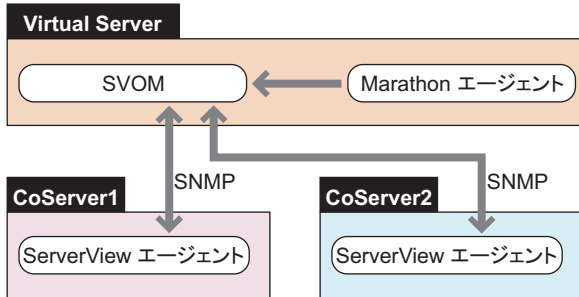 Virtual Server
SVOM
Marathon エージェント
SNMP
SNMP
CoServer1
CoServer2
ServerView エージェント
ServerView エージェント